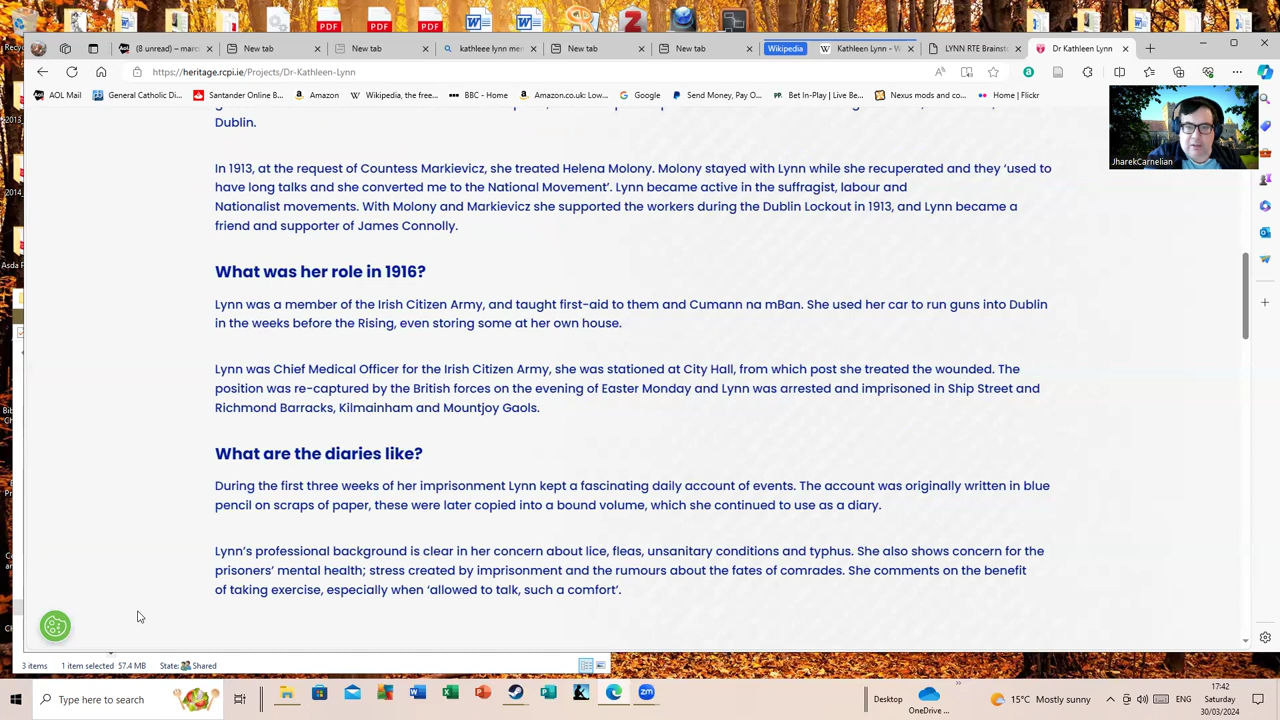 PDF
PDF
PDF
(8 unread) – marc
New tab
New tab
kathleee lynn mem
New tab
New tab
Wikipedia
Kathleen Lynn - W
LYNN RTE Brainsto
Dr Kathleen Lynn
https://heritage.rcpi.ie/Projects/Dr-Kathleen-Lynn
AOL Mail
General Catholic Di...
Santander Online B...
Amazon
Wikipedia, the free...
BBC - Home
Amazon.co.uk: Low...
Google
Send Money, Pay O...
Bet In-Play | Live Be...
Nexus mods and co...
Home | Flickr
JharekCarnelian
Dublin.
In 1913, at the request of Countess Markievicz, she treated Helena Molony. Molony stayed with Lynn while she recuperated and they ‘used to
have long talks and she converted me to the National Movement’. Lynn became active in the suffragist, labour and
Nationalist movements. With Molony and Markievicz she supported the workers during the Dublin Lockout in 1913, and Lynn became a
friend and supporter of James Connolly.
What was her role in 1916?
Lynn was a member of the Irish Citizen Army, and taught first-aid to them and Cumann na mBan. She used her car to run guns into Dublin
in the weeks before the Rising, even storing some at her own house.
Lynn was Chief Medical Officer for the Irish Citizen Army, she was stationed at City Hall, from which post she treated the wounded. The
position was re-captured by the British forces on the evening of Easter Monday and Lynn was arrested and imprisoned in Ship Street and
Richmond Barracks, Kilmainham and Mountjoy Gaols.
What are the diaries like?
During the first three weeks of her imprisonment Lynn kept a fascinating daily account of events. The account was originally written in blue
pencil on scraps of paper, these were later copied into a bound volume, which she continued to use as a diary.
Lynn’s professional background is clear in her concern about lice, fleas, unsanitary conditions and typhus. She also shows concern for the
prisoners’ mental health; stress created by imprisonment and the rumours about the fates of comrades. She comments on the benefit
of taking exercise, especially when ‘allowed to talk, such a comfort’.
3 items
1 item selected 57.4 MB
State: Shared
Type here to search
Desktop
OneDrive ...
15°C Mostly sunny
ENG
17:42
Saturday
30/03/2024